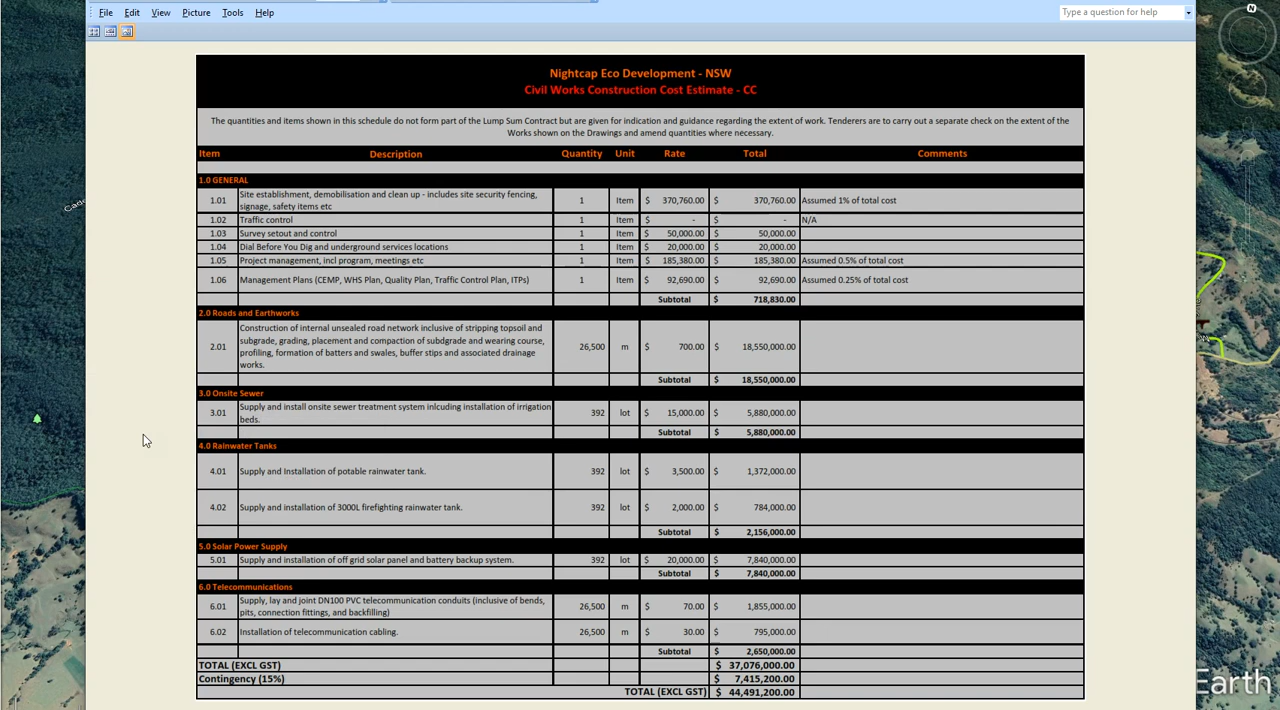 File Edit View Picture Tools Help
Type a question for help
N
Nightcap Eco Development - NSW
Civil Works Construction Cost Estimate - CC
The quantities and items shown in this schedule do not form part of the Lump Sum Contract but are given for indication and guidance regarding the extent of work. Tenderers are to carry out a separate check on the extent of the
Works shown on the Drawings and amend quantities where necessary.
Item Description Quantity Unit Rate Total Comments
1.0 GENERAL
1.01 Site establishment, demobilisation and clean up - includes site security fencing,
signage, safety items etc 1 Item $ 370,760.00 $ 370,760.00 Assumed 1% of total cost
1.02 Traffic control 1 Item $ - $ - N/A
1.03 Survey setout and control 1 Item $ 50,000.00 $ 50,000.00
1.04 Dial Before You Dig and underground services locations 1 Item $ 20,000.00 $ 20,000.00
1.05 Project management, incl program, meetings etc 1 Item $ 185,380.00 $ 185,380.00 Assumed 0.5% of total cost
1.06 Management Plans (CEMP, WHS Plan, Quality Plan, Traffic Control Plan, ITPs) 1 Item $ 92,690.00 $ 92,690.00 Assumed 0.25% of total cost
Subtotal $ 718,830.00
2.0 Roads and Earthworks
2.01 Construction of internal unsealed road network inclusive of stripping topsoil and
subgrade, grading, placement and compaction of subdgrade and wearing course,
profiling, formation of batters and swales, buffer stips and associated drainage
works. 26,500 m $ 700.00 $ 18,550,000.00
Subtotal $ 18,550,000.00
3.0 Onsite Sewer
3.01 Supply and install onsite sewer treatment system inlcuding installation of irrigation
beds. 392 lot $ 15,000.00 $ 5,880,000.00
Subtotal $ 5,880,000.00
4.0 Rainwater Tanks
4.01 Supply and Installation of potable rainwater tank. 392 lot $ 3,500.00 $ 1,372,000.00
4.02 Supply and installation of 3000L firefighting rainwater tank. 392 lot $ 2,000.00 $ 784,000.00
Subtotal $ 2,156,000.00
5.0 Solar Power Supply
5.01 Supply and installation of off grid solar panel and battery backup system. 392 lot $ 20,000.00 $ 7,840,000.00
Subtotal $ 7,840,000.00
6.0 Telecommunications
6.01 Supply, lay and joint DN100 PVC telecommunication conduits (inclusive of bends,
pits, connection fittings, and backfilling) 26,500 m $ 70.00 $ 1,855,000.00
6.02 Installation of telecommunication cabling. 26,500 m $ 30.00 $ 795,000.00
Subtotal $ 2,650,000.00
TOTAL (EXCL GST) $ 37,076,000.00
Contingency (15%) $ 7,415,200.00
TOTAL (EXCL GST) $ 44,491,200.00
Earth